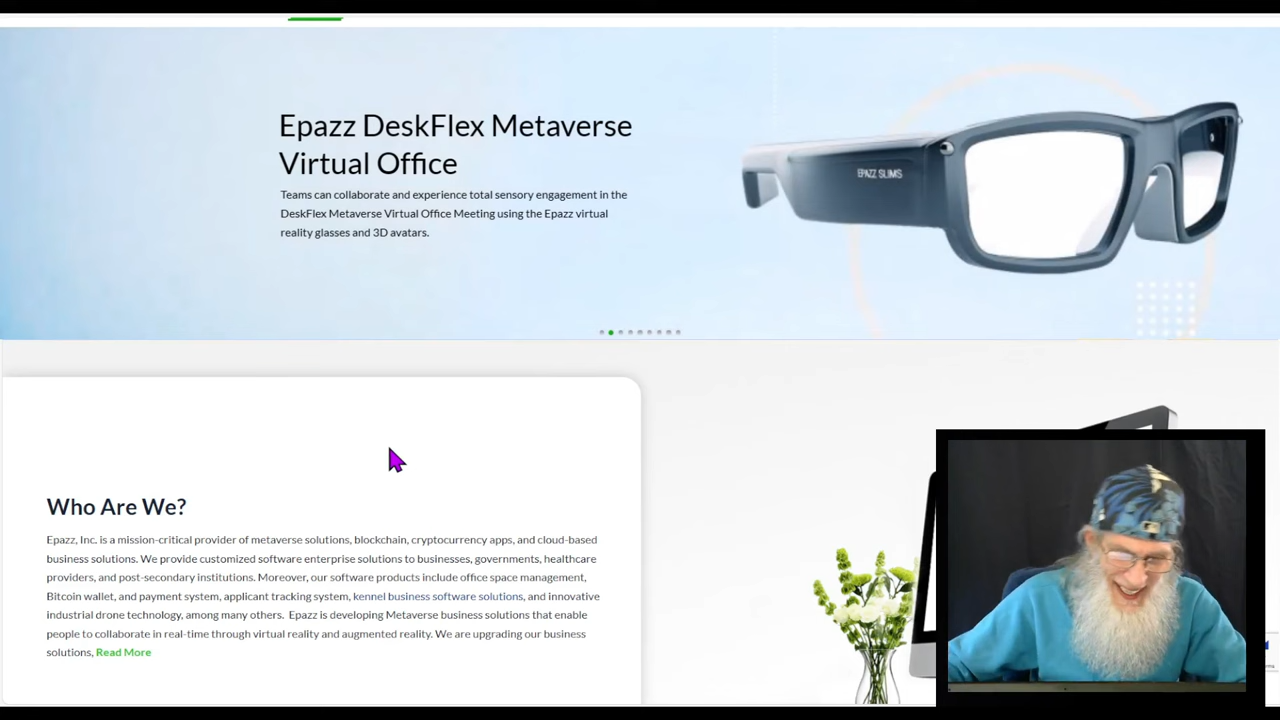 Epazz DeskFlex Metaverse
Virtual Office
Teams can collaborate and experience total sensory engagement in the
DeskFlex Metaverse Virtual Office Meeting using the Epazz virtual
reality glasses and 3D avatars.
EPAZZ SLIMS
Who Are We?
Epazz, Inc. is a mission-critical provider of metaverse solutions, blockchain, cryptocurrency apps, and cloud-based
business solutions. We provide customized software enterprise solutions to businesses, governments, healthcare
providers, and post-secondary institutions. Moreover, our software products include office space management,
Bitcoin wallet, and payment system, applicant tracking system, kennel business software solutions, and innovative
industrial drone technology, among many others. Epazz is developing Metaverse business solutions that enable
people to collaborate in real-time through virtual reality and augmented reality. We are upgrading our business
solutions, Read More